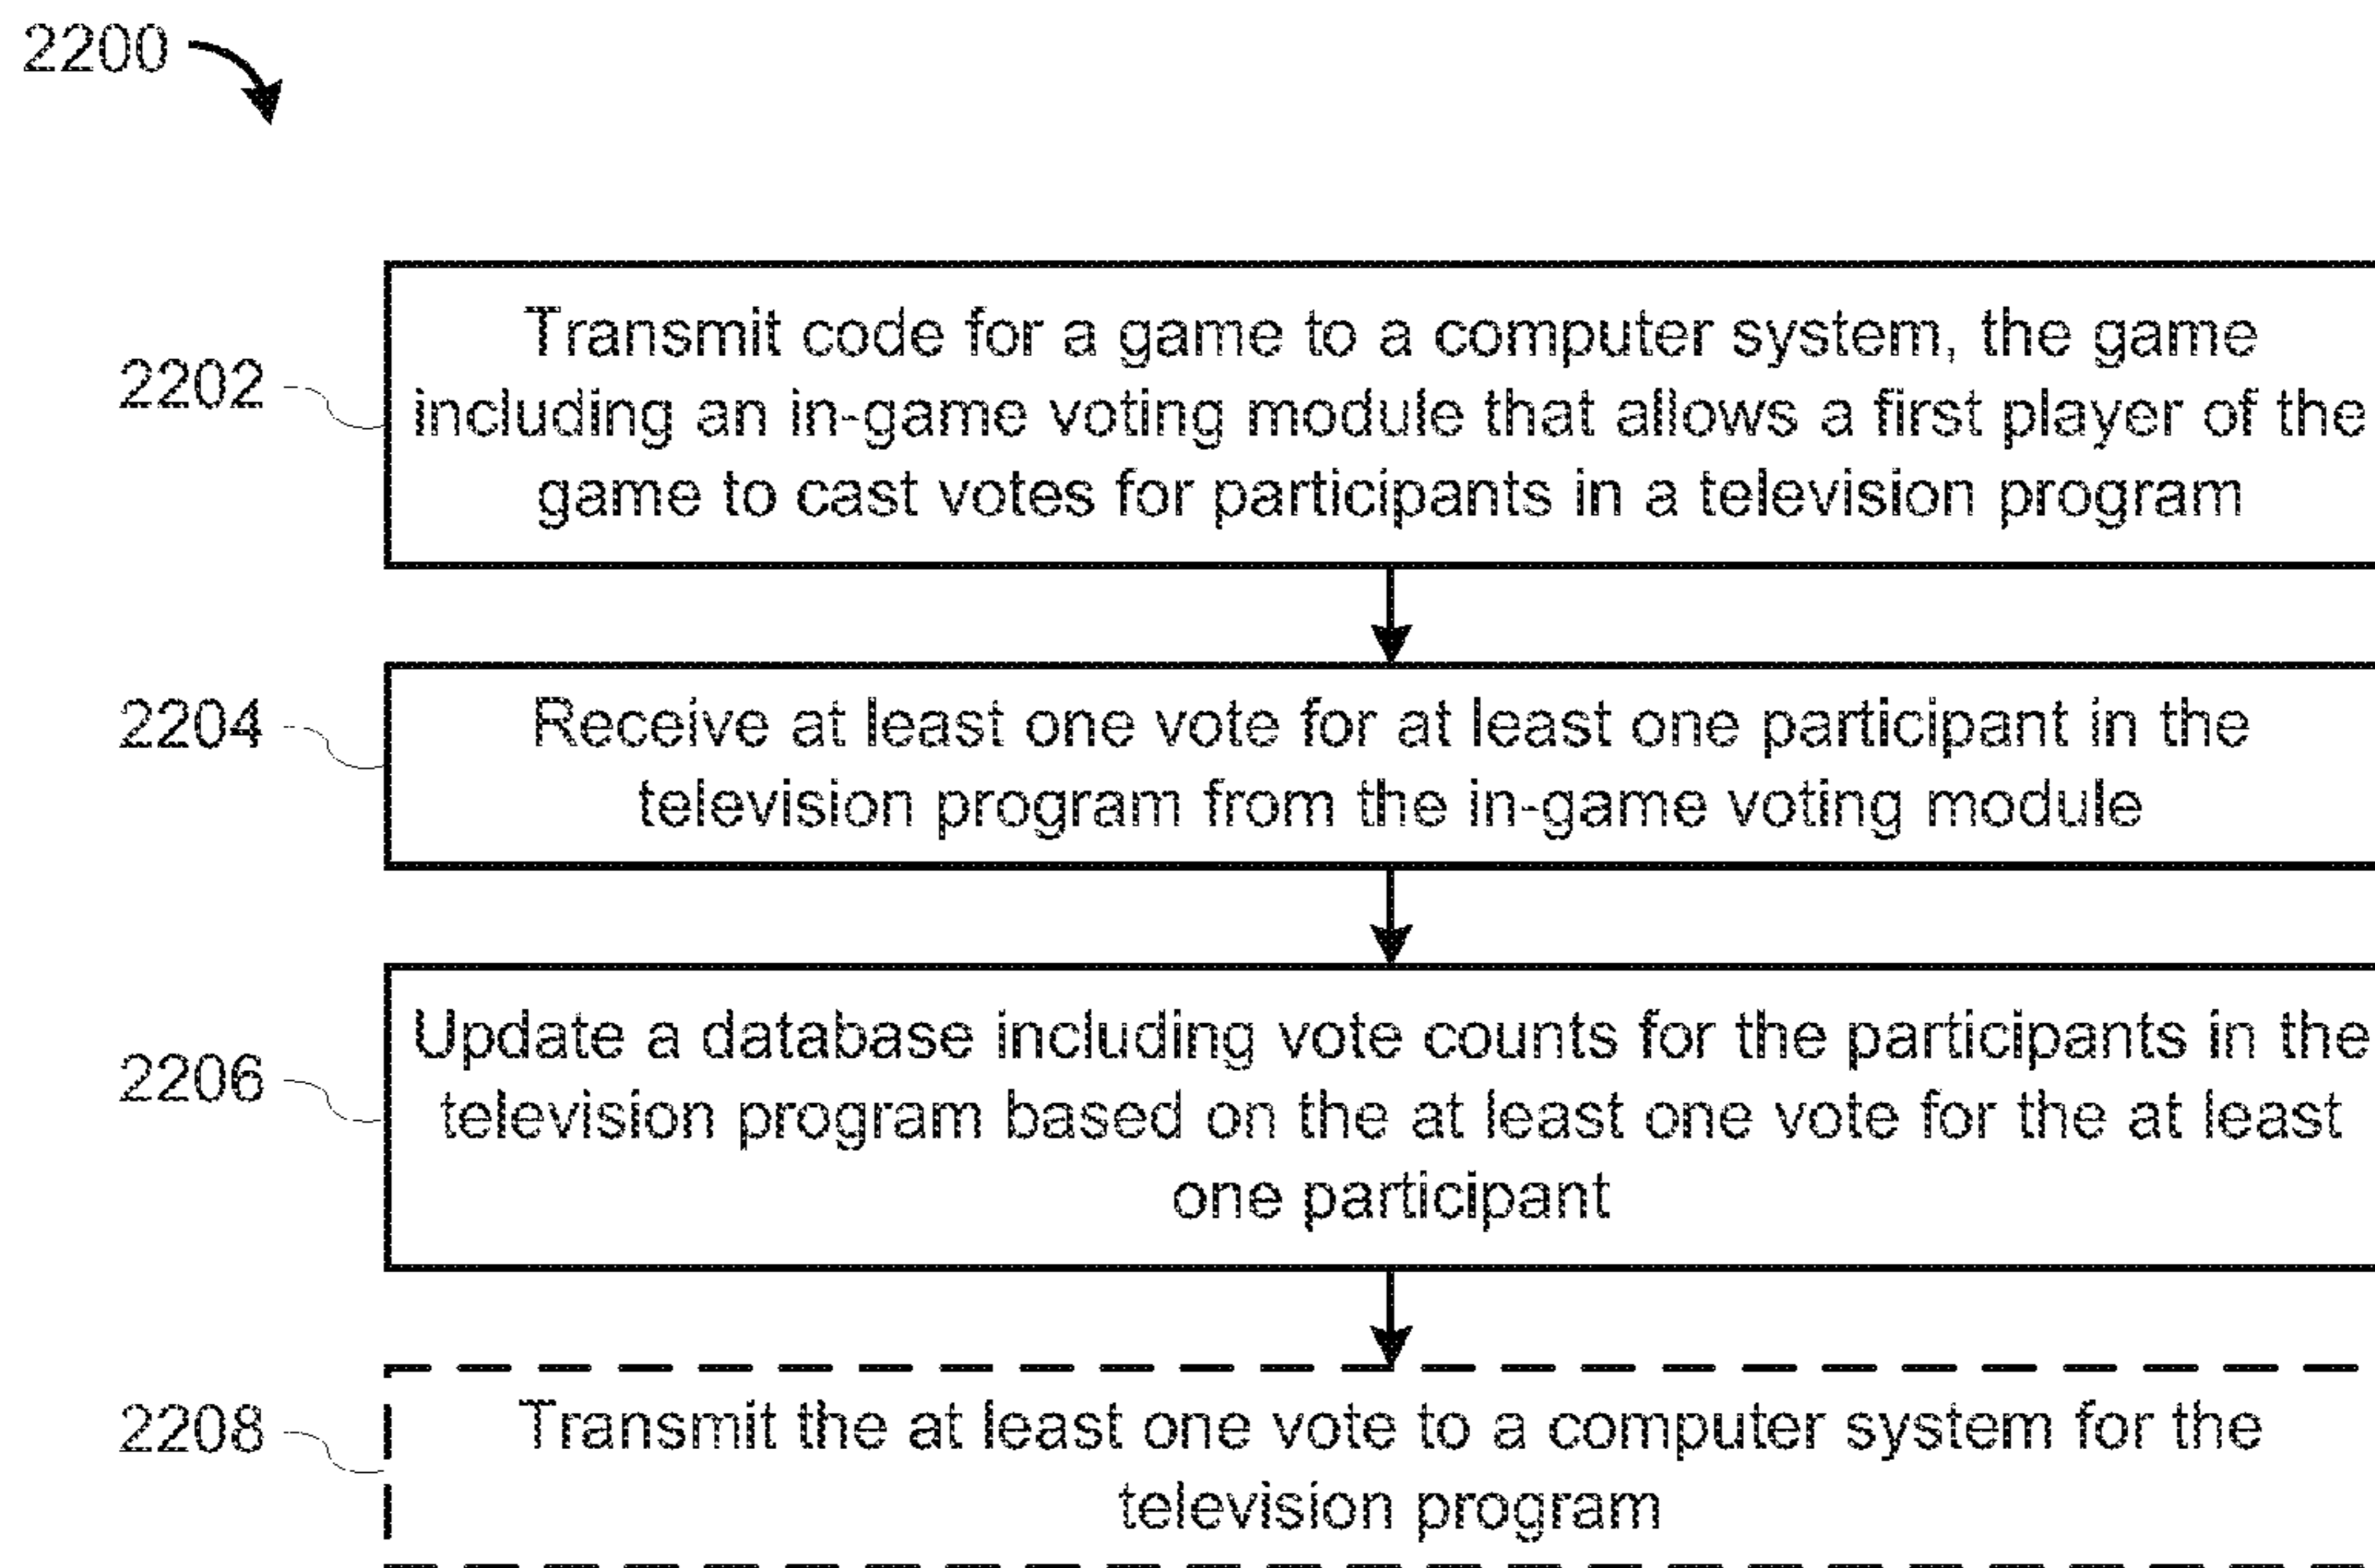 2200
2202
Transmit code for a game to a computer system, the game
including an in-game voting module that allows a first player of the
game to cast votes for participants in a television program
2204
Receive at least one vote for at least one participant in the
television program from the in-game voting module
2206
Update a database including vote counts for the participants in the
television program based on the at least one vote for the at least
one participant
2208
Transmit the at least one vote to a computer system for the
television program